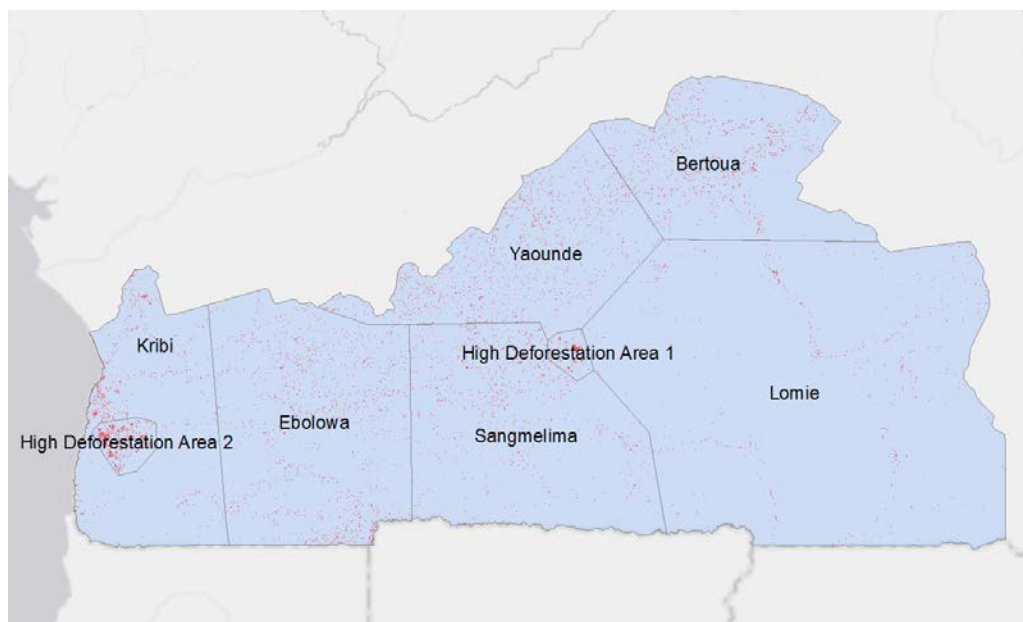 Bertoua
Yaounde
Kribi
High Deforestation Area 1
Lomie
Ebolowa
Sangmelima
High Deforestation Area 2